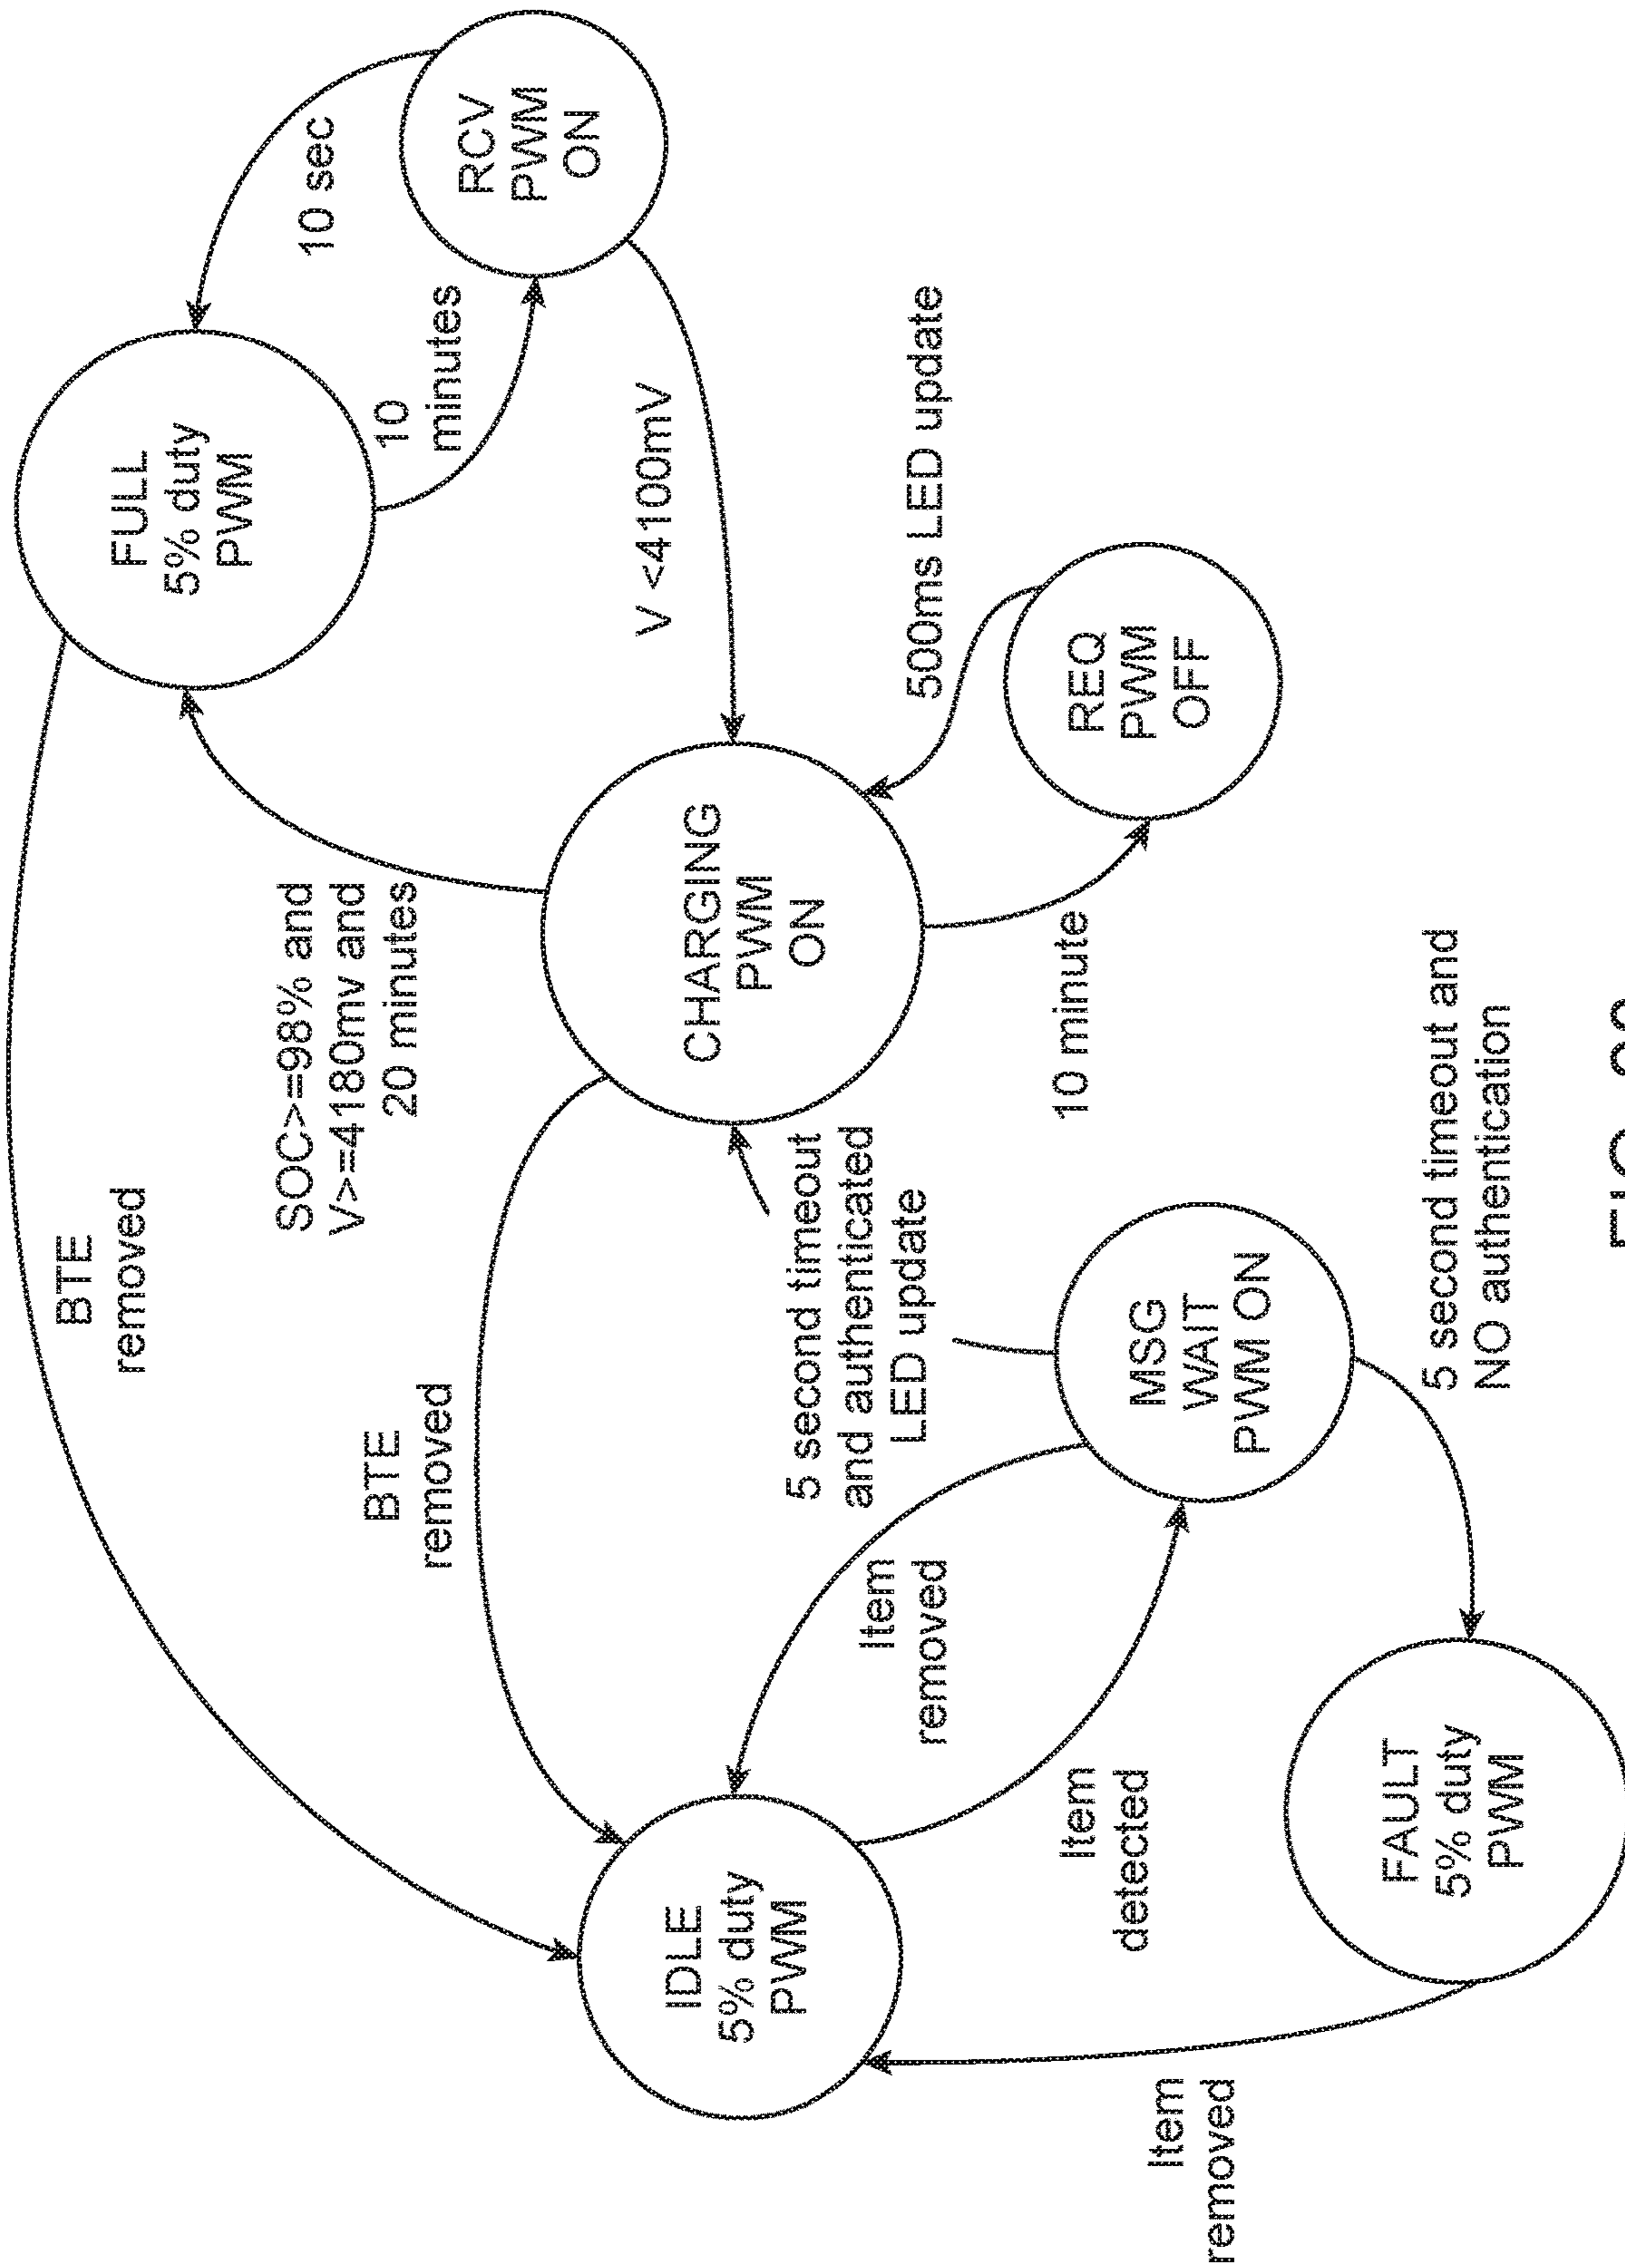 BTE
removed
FULL
5% duty
PWM
SOC>=98% and
V>=4180mv and
20 minutes
10 sec
10
minutes
RCV
PWM
ON
BTE
removed
V <4100mV
IDLE
5% duty
PWM
CHARGING
PWM
ON
5 second timeout
and authenticated
LED update
Item
removed
500ms LED update
Item
detected
10 minute
REQ
PWM
OFF
MSG
WAIT
PWM ON
Item
removed
FAULT
5% duty
PWM
5 second timeout and
NO authentication